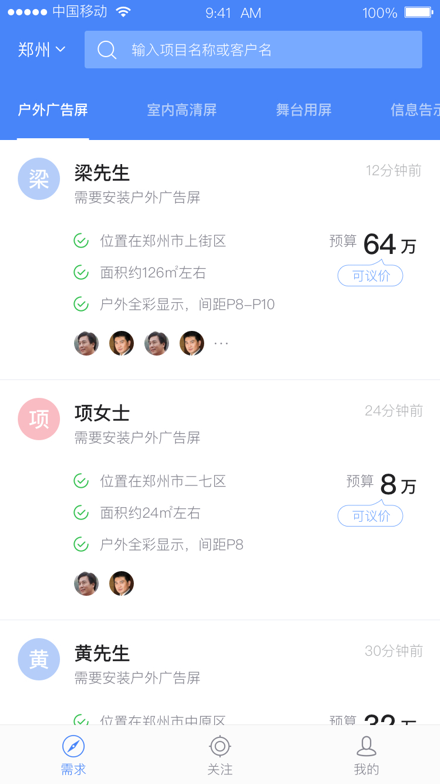 中国移动 9:41 AM 100%
郑州 输入项目名称或客户名
户外广告屏 室内高清屏 舞台用屏 信息告示
梁 梁先生 12分钟前
需要安装户外广告屏
位置在郑州市上街区 预算 64 万
面积约126㎡左右 可议价
户外全彩显示，间距P8-P10
...
项 项女士 24分钟前
需要安装户外广告屏
位置在郑州市二七区 预算 8 万
面积约24㎡左右 可议价
户外全彩显示，间距P8
黄 黄先生 30分钟前
需要安装户外广告屏
位置在郑州市中原区 预算 32 万
需求 关注 我的